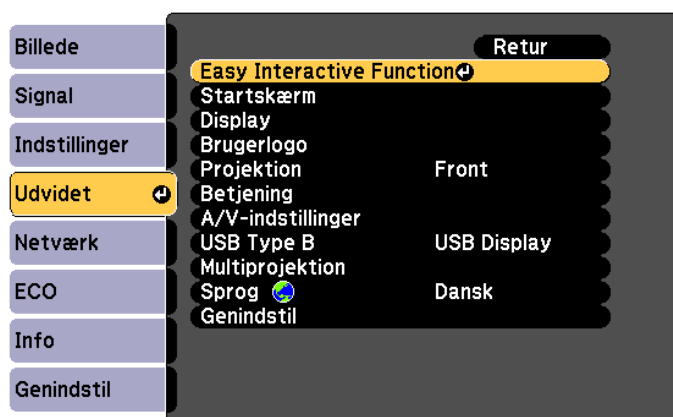 Billede
Signal
Indstillinger
Udvidet
Netværk
ECO
Info
Genindstil
Retur
Easy Interactive Function
Startskærm
Display
Brugerlogo
Projektion Front
Betjening
A/V-indstillinger
USB Type B USB Display
Multiprojektion
Sprog Dansk
Genindstil